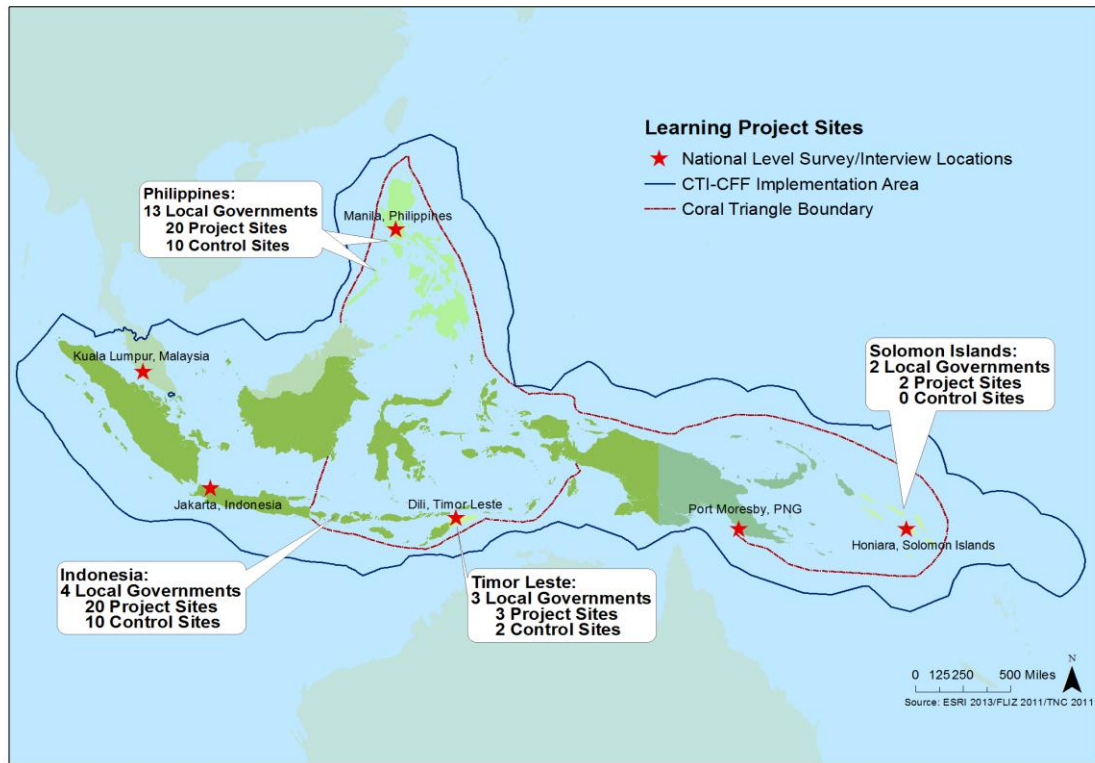 Learning Project Sites
National Level Survey/Interview Locations
CTI-CFF Implementation Area
Coral Triangle Boundary
Philippines:
13 Local Governments
20 Project Sites
10 Control Sites
Manila, Philippines
Kuala Lumpur, Malaysia
Solomon Islands:
2 Local Governments
2 Project Sites
0 Control Sites
Jakarta, Indonesia
Dili, Timor Leste
Port Moresby, PNG
Honiara, Solomon Islands
Indonesia:
4 Local Governments
20 Project Sites
10 Control Sites
Timor Leste:
3 Local Governments
3 Project Sites
2 Control Sites
N
0 125 250 500 Miles
Source: ESRI 2013/FLIZ 2011/TNC 2011